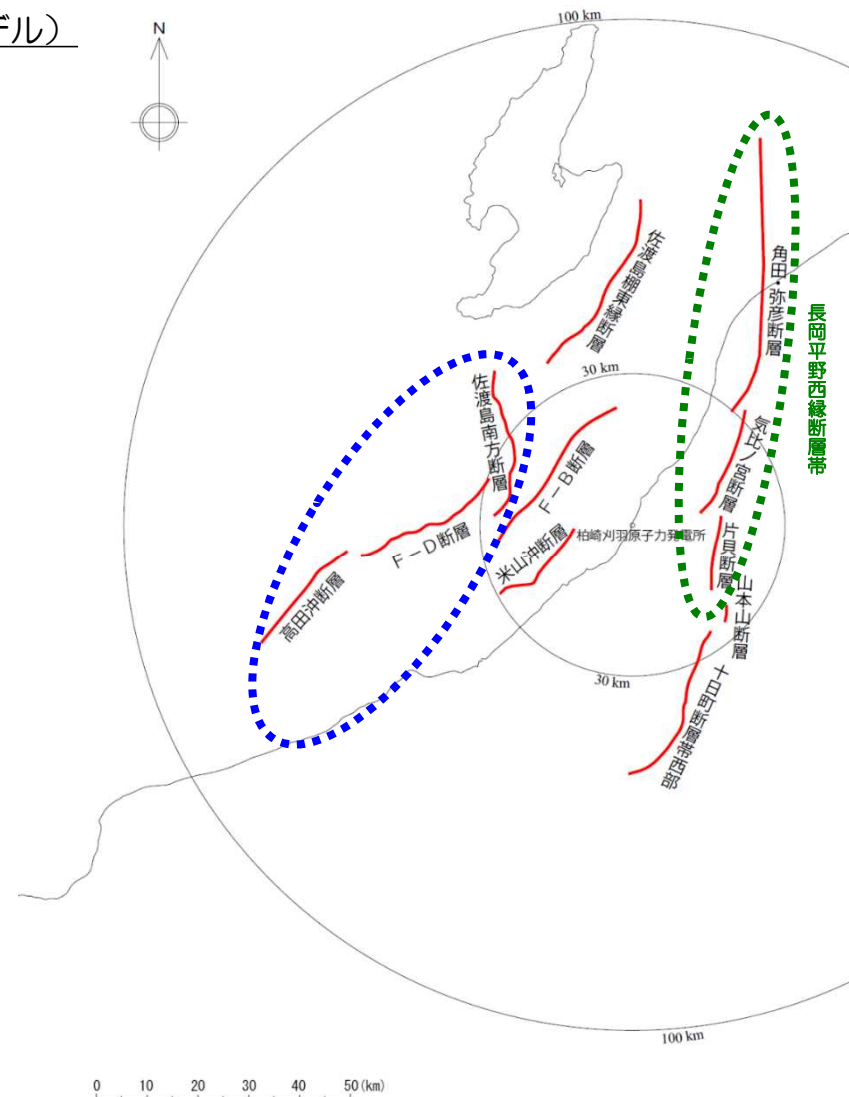 デル）
N
100 km
佐渡島棚東縁断層
角田・弥彦断層
長岡平野西縁断層帯
30 km
佐渡島南方断層
F－B断層
気比ノ宮断層
F－D断層
柏崎刈羽原子力発電所
片貝断層
米山沖断層
高田沖断層
山本山断層
30 km
十日町断層帯西部
100 km
0 10 20 30 40 50(km)